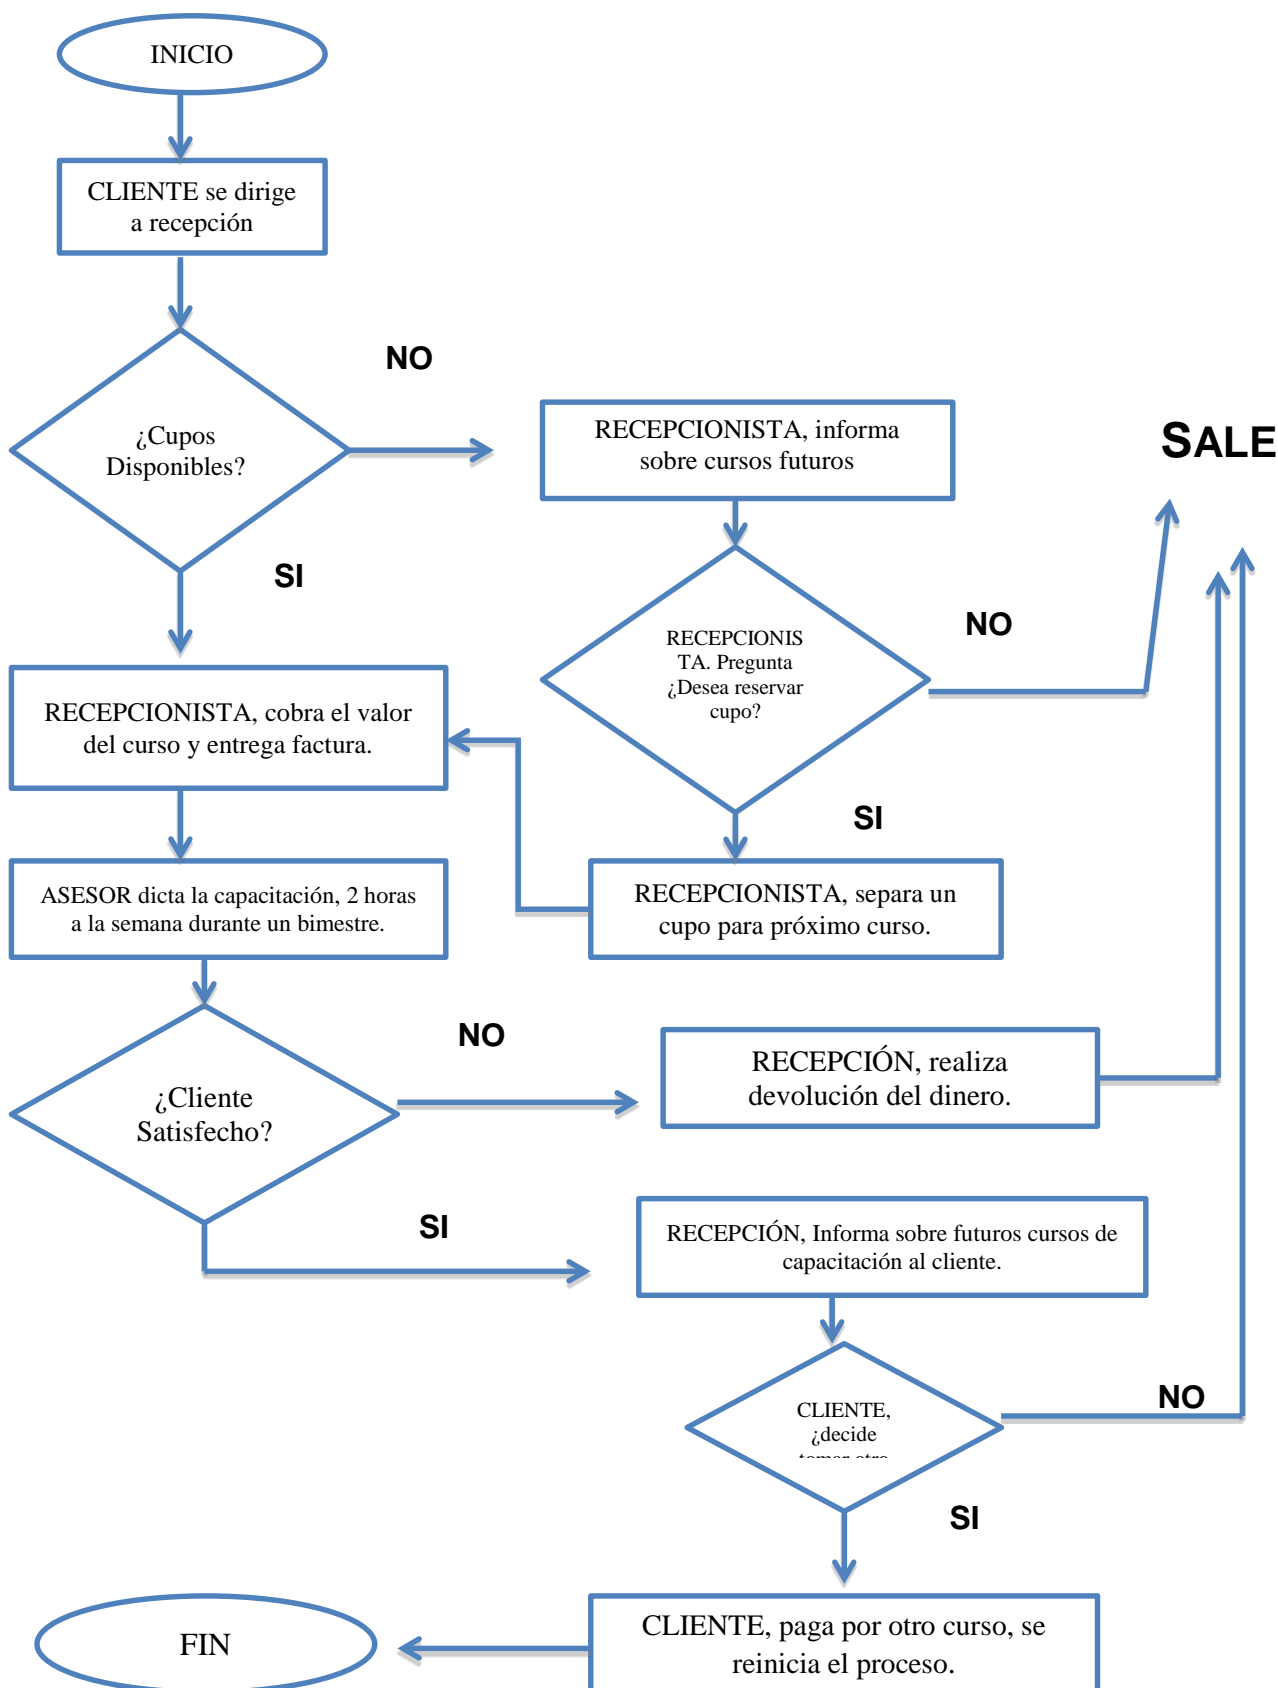 INICIO
CLIENTE se dirige
a recepción
NO
¿Cupos
Disponibles?
RECEPCIONISTA, informa
sobre cursos futuros
SALE
SI
NO
RECEPCIONIS
TA. Pregunta
¿Desea reservar
cupo?
RECEPCIONISTA, cobra el valor
del curso y entrega factura.
SI
ASESOR dicta la capacitación, 2 horas
a la semana durante un bimestre.
RECEPCIONISTA, separa un
cupo para próximo curso.
NO
¿Cliente
Satisfecho?
RECEPCIÓN, realiza
devolución del dinero.
SI
RECEPCIÓN, Informa sobre futuros cursos de
capacitación al cliente.
NO
CLIENTE,
¿decide
tomar otro
SI
CLIENTE, paga por otro curso, se
reinicia el proceso.
FIN